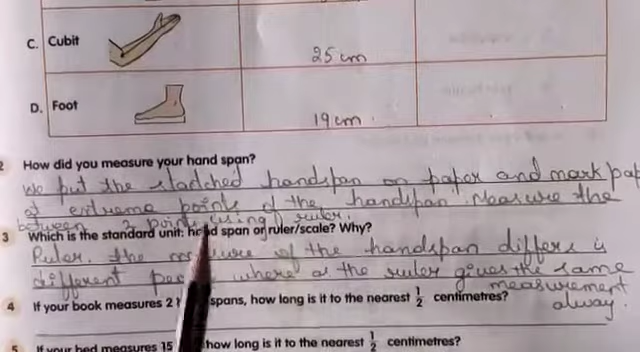 C. Cubit
25 cm
D. Foot
19 cm
2 How did you measure your hand span?
We put the stretched handspan on paper and mark
at extreme points of the handspan. Measure the
between 2 points using ruler.
3 Which is the standard unit: hand span or ruler/scale? Why?
Ruler. the of the handspan differs in
different where as the ruler gives the same
measurement
alway.
4 If your book measures 2 spans, how long is it to the nearest 1/2 centimetres?
5 If your bed measures 15 how long is it to the nearest 1/2 centimetres?